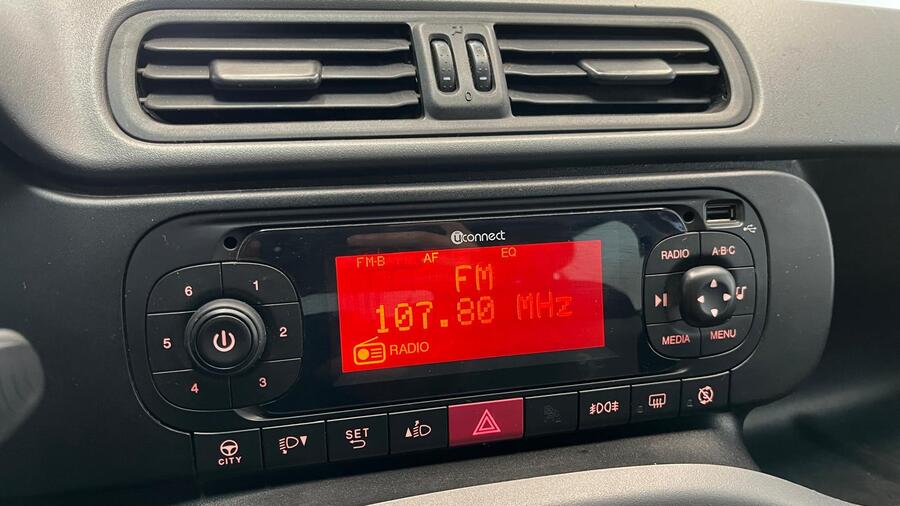 0
uconnect
FM-B AF EQ
FM
107.80 MHz
RADIO
6 1
5 2
4 3
RADIO A·B·C
MEDIA MENU
CITY
SET